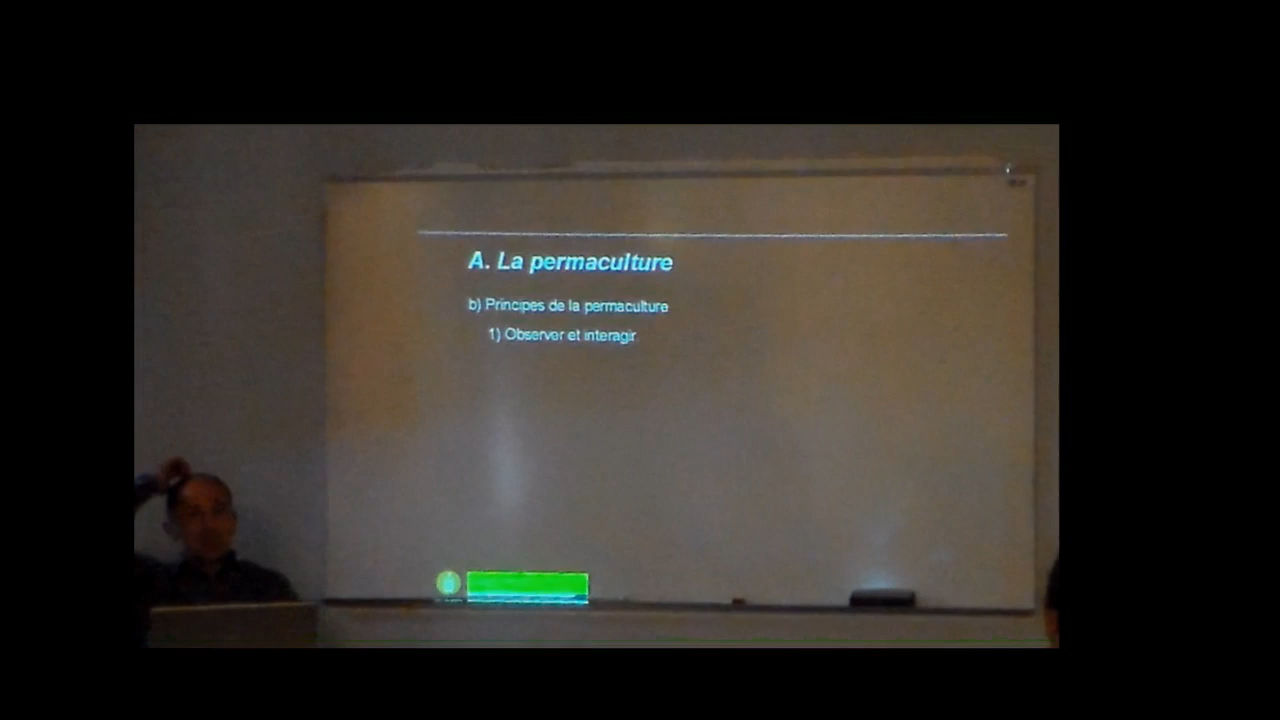 A. La permaculture
b) Principes de la permaculture
1) Observer et interagir